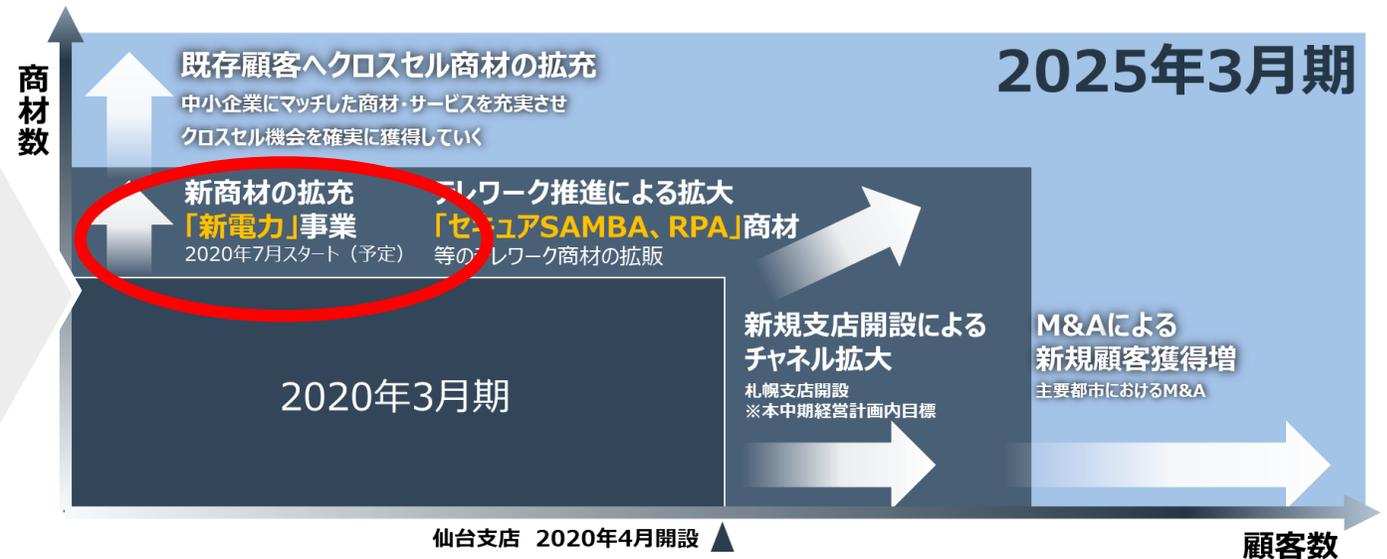 商材数
既存顧客へクロスセル商材の拡充
中小企業にマッチした商材・サービスを充実させ
クロスセル機会を確実に獲得していく
2025年3月期
新商材の拡充
「新電力」事業
2020年7月スタート（予定）
テレワーク推進による拡大
「セキュアSAMBA、RPA」商材
等のテレワーク商材の拡販
2020年3月期
新規支店開設による
チャネル拡大
札幌支店開設
※本中期経営計画内目標
M&Aによる
新規顧客獲得増
主要都市におけるM&A
仙台支店 2020年4月開設
顧客数